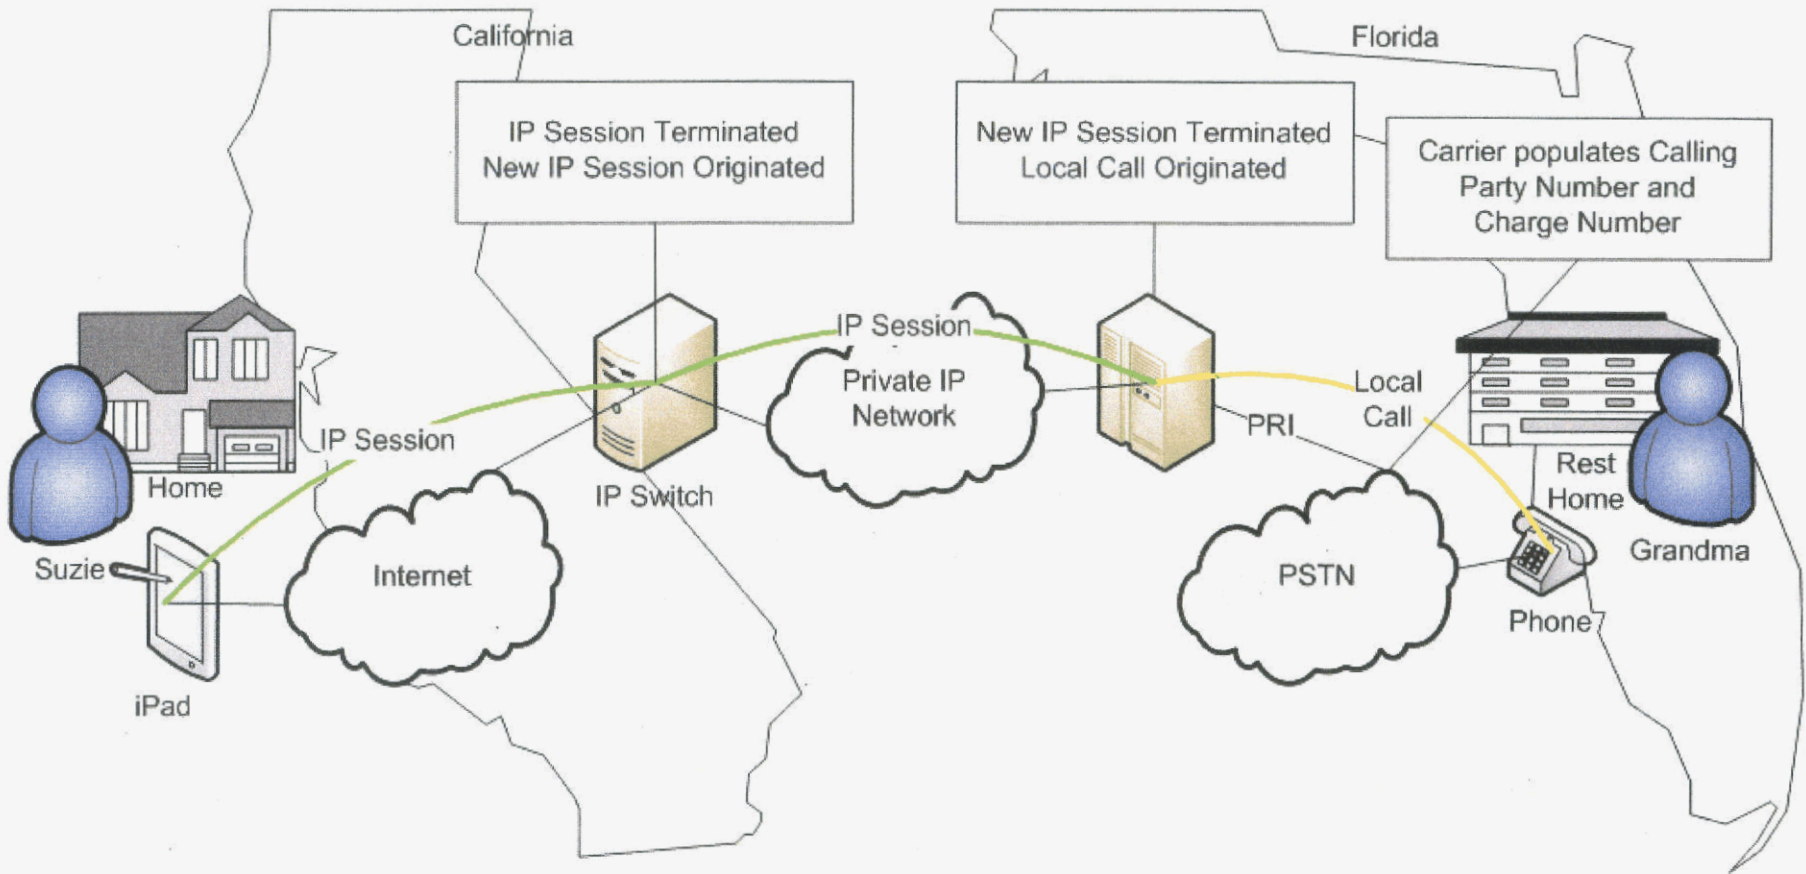 California
Florida
IP Session Terminated
New IP Session Originated
New IP Session Terminated
Local Call Originated
Carrier populates Calling
Party Number and
Charge Number
IP Session
Private IP
Network
Local
Call
PRI
IP Session
Home
IP Switch
Rest
Home
Suzie
Internet
PSTN
Grandma
Phone
iPad